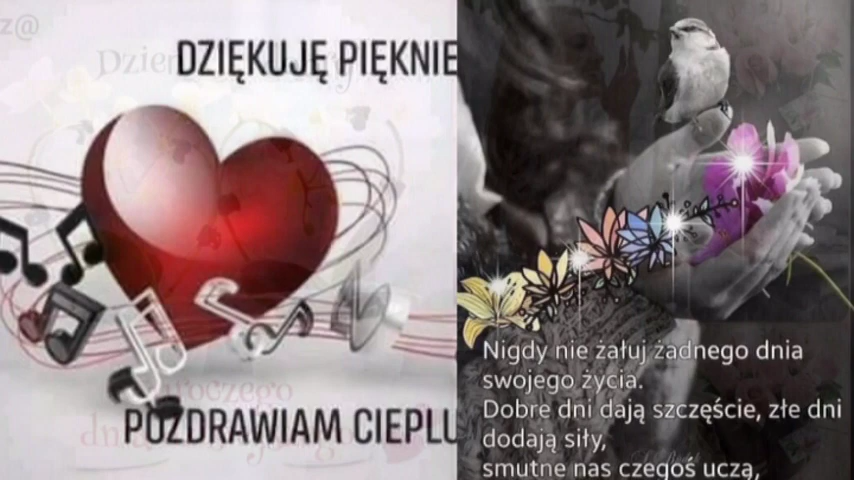 z@
DZIĘKUJĘ PIĘKNIE
POZDRAWIAM CIEPLU
Nigdy nie żałuj żadnego dnia
swojego życia.
Dobre dni dają szczęście, złe dni
dodają siły,
smutne nas czegoś uczą,